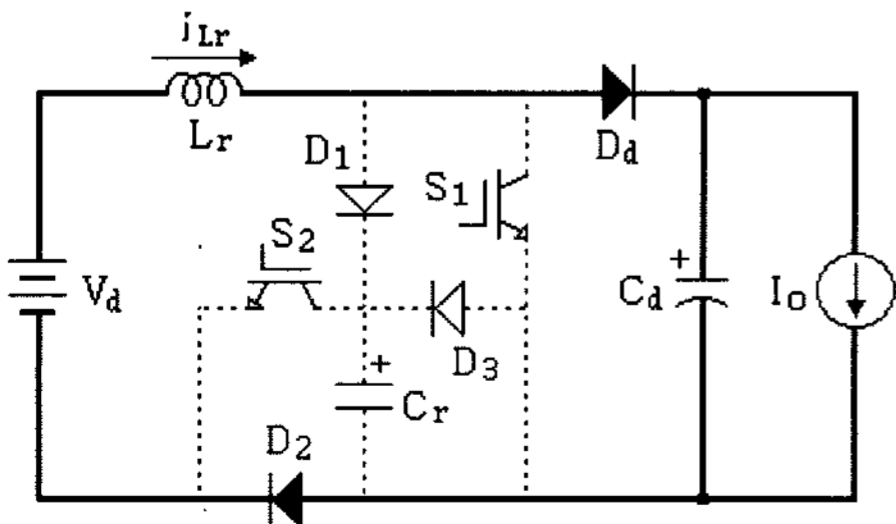 iLr
Lr
Dd
D1
S1
S2
Vd
+
Cd
Io
D3
+
Cr
D2